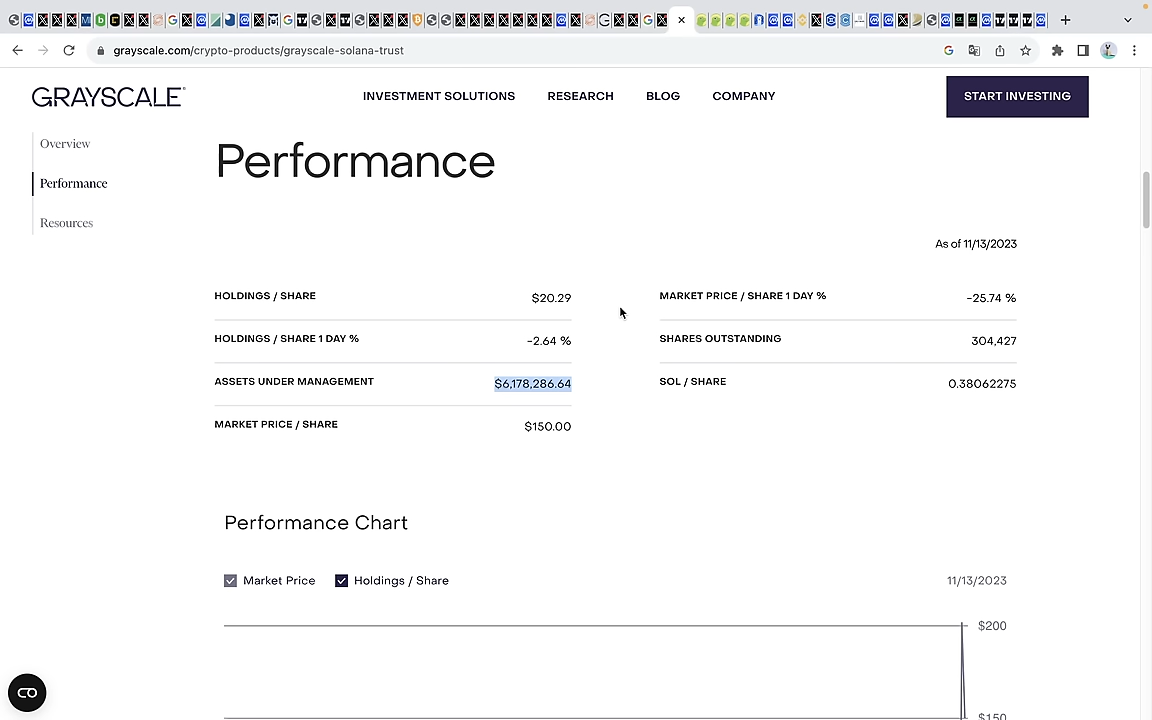 grayscale.com/crypto-products/grayscale-solana-trust
GRAYSCALE
INVESTMENT SOLUTIONS
RESEARCH
BLOG
COMPANY
START INVESTING
Overview
Performance
Resources
Performance
As of 11/13/2023
HOLDINGS / SHARE $20.29
MARKET PRICE / SHARE 1 DAY % -25.74 %
HOLDINGS / SHARE 1 DAY % -2.64 %
SHARES OUTSTANDING 304,427
ASSETS UNDER MANAGEMENT $6,178,286.64
SOL / SHARE 0.38062275
MARKET PRICE / SHARE $150.00
Performance Chart
Market Price
Holdings / Share
11/13/2023
$200
$150